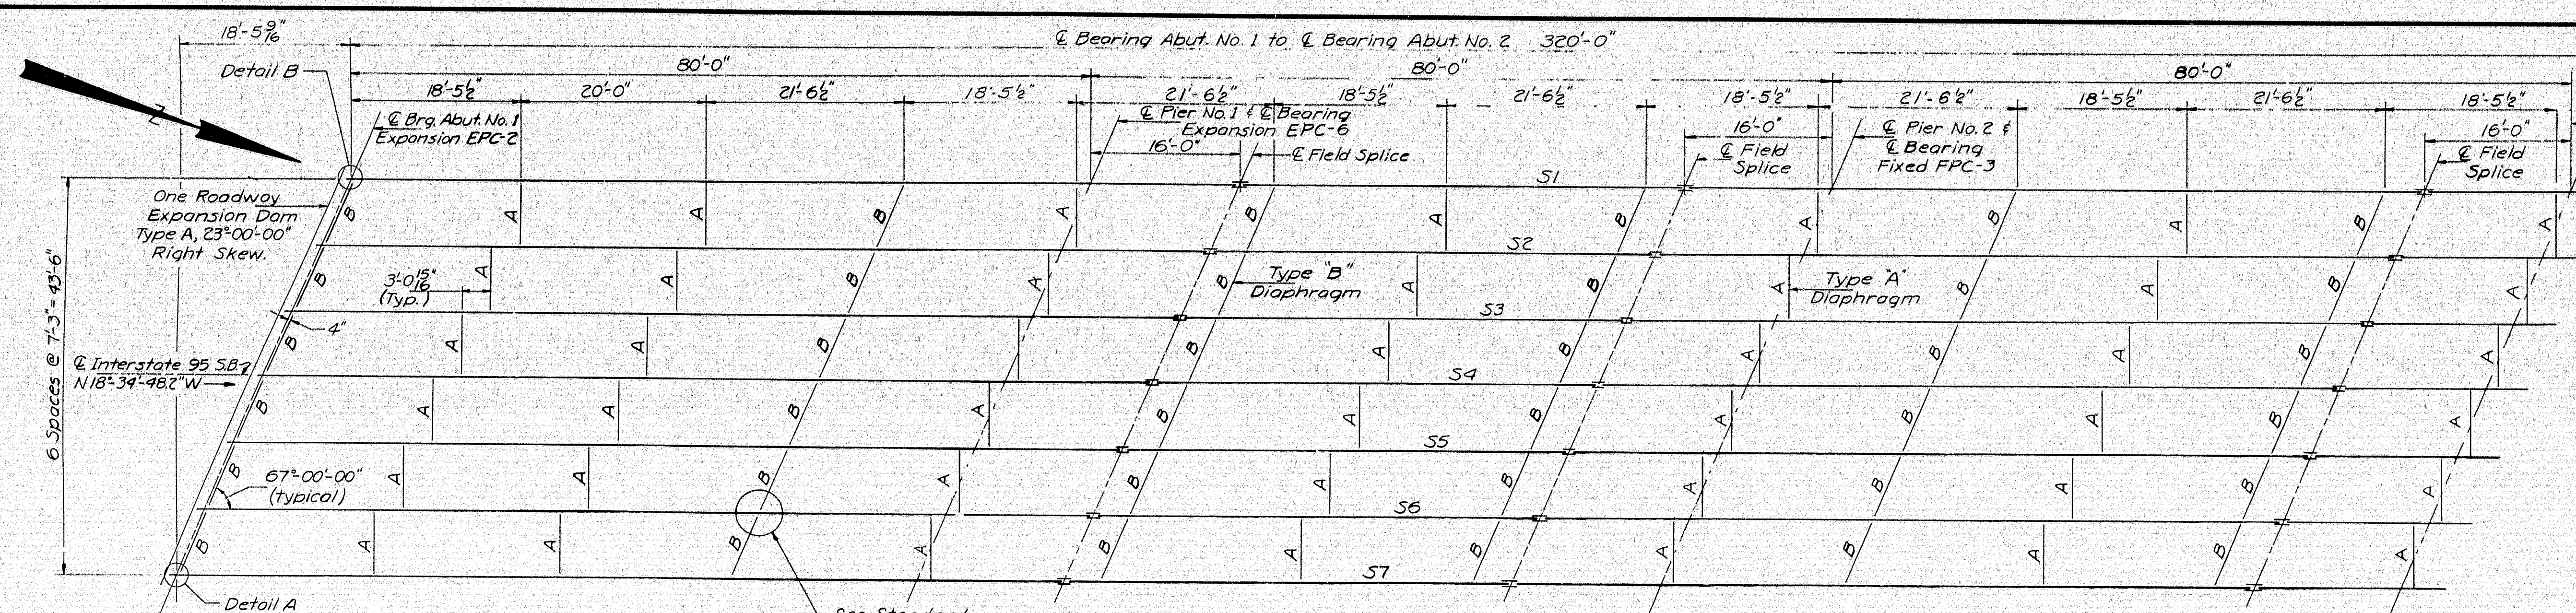 18'-5 9/16"
℄ Bearing Abut. No. 1 to ℄ Bearing Abut. No. 2 320'-0"
Detail B
80'-0"
80'-0"
80'-0"
18'-5½"
20'-0"
21'-6½"
18'-5½"
21'-6½"
18'-5½"
21'-6½"
18'-5½"
21'-6½"
18'-5½"
21'-6½"
18'-5½"
℄ Brg. Abut. No. 1
Expansion EPC-2
℄ Pier No. 1 & ℄ Bearing
Expansion EPC-6
16'-0"
℄ Field Splice
16'-0"
℄ Field
Splice
℄ Pier No. 2 &
℄ Bearing
Fixed FPC-3
16'-0"
℄ Field
Splice
Z
One Roadway
Expansion Dam
Type A, 23°-00'-00"
Right Skew.
S1
B A A B A B A B A B A B A
S2
3'-0 15/16"
(Typ.)
B A A B A B A B A B A B A
Type "B"
Diaphragm
Type "A"
Diaphragm
S3
4"
B A A B A B A B A B A B A
6 Spaces @ 7'-3" = 43'-6"
℄ Interstate 95 S.B.
N18°-34'-48.2"W
S4
B A A B A B A B A B A B A
S5
67°-00'-00"
(typical)
B A A B A B A B A B A B A
S6
B A A B A B A B A B A B A
S7
Detail A
See Standard